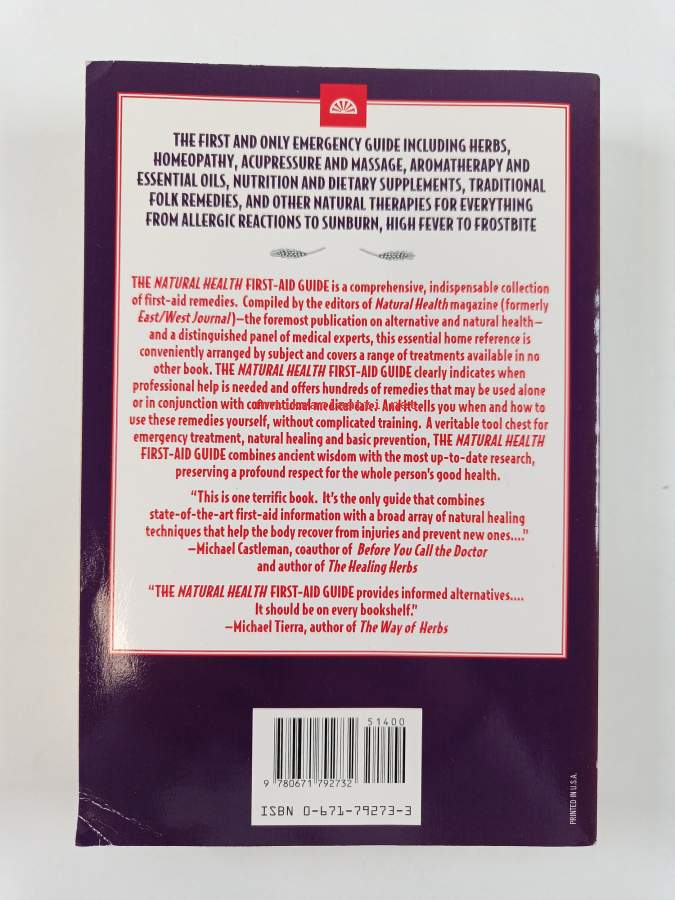 THE FIRST AND ONLY EMERGENCY GUIDE INCLUDING HERBS,
HOMEOPATHY, ACUPRESSURE AND MASSAGE, AROMATHERAPY AND
ESSENTIAL OILS, NUTRITION AND DIETARY SUPPLEMENTS, TRADITIONAL
FOLK REMEDIES, AND OTHER NATURAL THERAPIES FOR EVERYTHING
FROM ALLERGIC REACTIONS TO SUNBURN, HIGH FEVER TO FROSTBITE
THE NATURAL HEALTH FIRST-AID GUIDE is a comprehensive, indispensable collection
of first-aid remedies. Compiled by the editors of Natural Health magazine (formerly
East/West Journal)—the foremost publication on alternative and natural health—
and a distinguished panel of medical experts, this essential home reference is
conveniently arranged by subject and covers a range of treatments available in no
other book. THE NATURAL HEALTH FIRST-AID GUIDE clearly indicates when
professional help is needed and offers hundreds of remedies that may be used alone
or in conjunction with conventional medical care. And it tells you when and how to
use these remedies yourself, without complicated training. A veritable tool chest for
emergency treatment, natural healing and basic prevention, THE NATURAL HEALTH
FIRST-AID GUIDE combines ancient wisdom with the most up-to-date research,
preserving a profound respect for the whole person's good health.
"This is one terrific book. It's the only guide that combines
state-of-the-art first-aid information with a broad array of natural healing
techniques that help the body recover from injuries and prevent new ones...."
—Michael Castleman, coauthor of Before You Call the Doctor
and author of The Healing Herbs
"THE NATURAL HEALTH FIRST-AID GUIDE provides informed alternatives....
It should be on every bookshelf."
—Michael Tierra, author of The Way of Herbs
51400
9 780671 792732
ISBN 0-671-79273-3
PRINTED IN U.S.A.